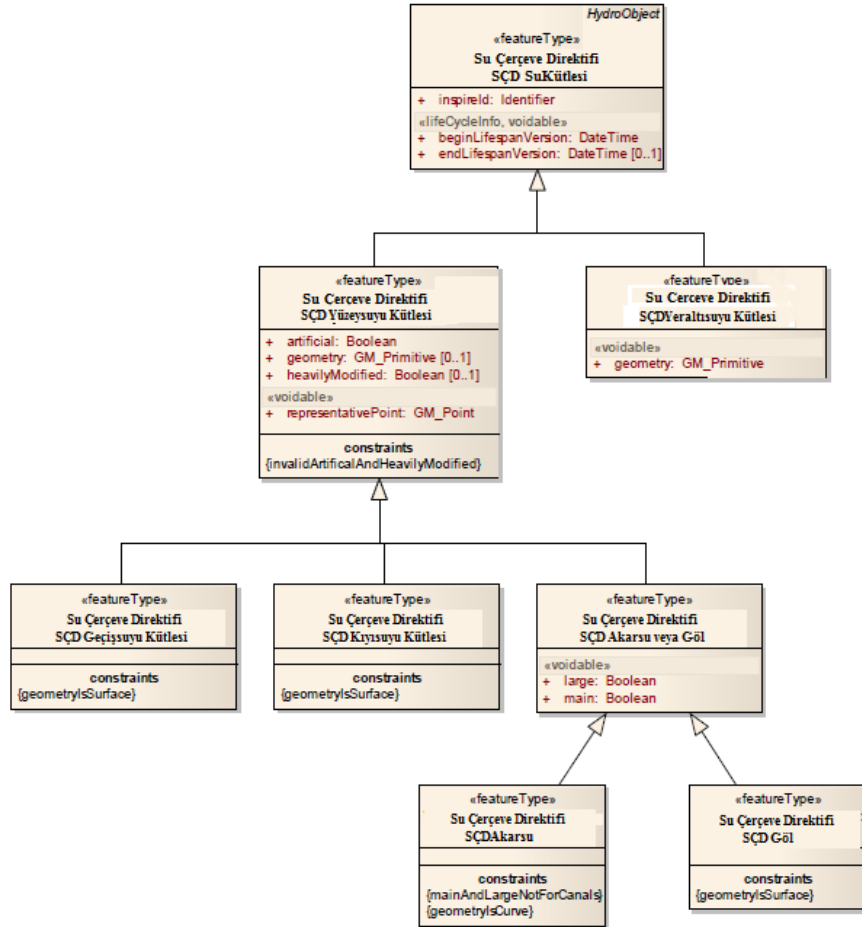 HydroObject
«featureType»
Su Çerçeve Direktifi
SÇD SuKütlesi
+ inspireId: Identifier
«lifeCycleInfo, voidable»
+ beginLifespanVersion: DateTime
+ endLifespanVersion: DateTime [0..1]
«featureType»
Su Çerçeve Direktifi
SÇD Yüzeysuyu Kütlesi
+ artificial: Boolean
+ geometry: GM_Primitive [0..1]
+ heavilyModified: Boolean [0..1]
«voidable»
+ representativePoint: GM_Point
constraints
{invalidArtificalAndHeavilyModified}
«featureType»
Su Cerceve Direktifi
SÇDYeraltısuyu Kütlesi
«voidable»
+ geometry: GM_Primitive
«featureType»
Su Çerçeve Direktifi
SÇD Geçişsuyu Kütlesi
constraints
{geometryIsSurface}
«featureType»
Su Çerçeve Direktifi
SÇD Kıyısuyu Kütlesi
constraints
{geometryIsSurface}
«featureType»
Su Çerçeve Direktifi
SÇD Akarsu veya Göl
«voidable»
+ large: Boolean
+ main: Boolean
«featureType»
Su Çerçeve Direktifi
SÇDAkarsu
constraints
{mainAndLargeNotForCanals}
{geometryIsCurve}
«featureType»
Su Çerçeve Direktifi
SÇD Göl
constraints
{geometryIsSurface}